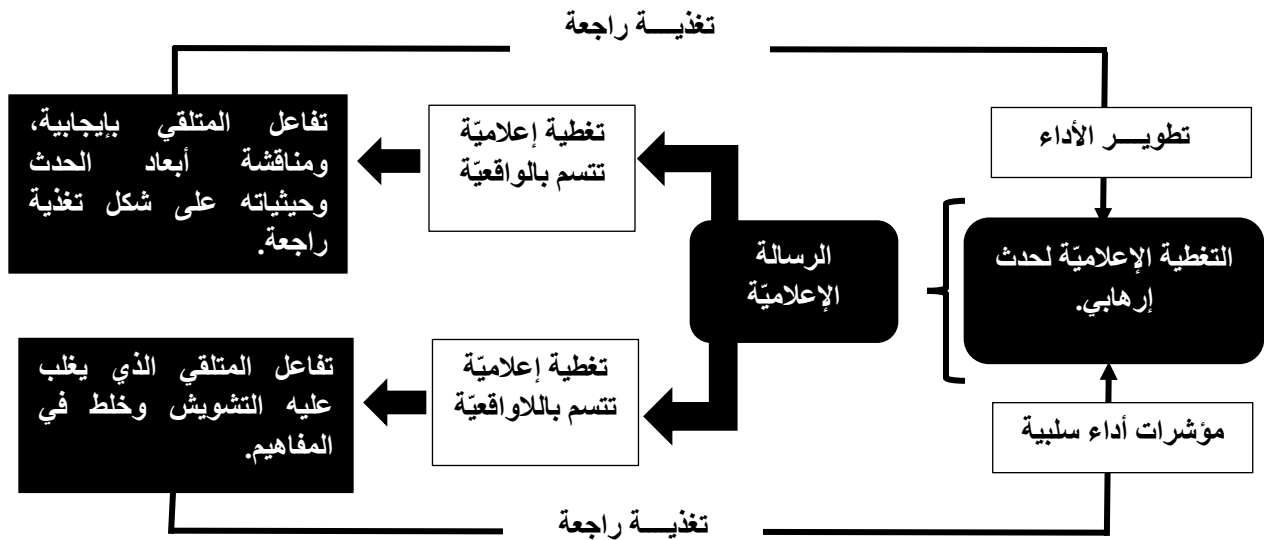 تغذيـــة راجعة
تطويـــر الأداء
التغطية الإعلاميّة لحدث
إرهابي.
مؤشرات أداء سلبية
الرسالة
الإعلاميّة
تغطية إعلاميّة
تتسم بالواقعيّة
تفاعل المتلقي بإيجابية،
ومناقشة أبعاد الحدث
وحيثياته على شكل تغذية
راجعة.
تغطية إعلاميّة
تتسم باللاواقعيّة
تفاعل المتلقي الذي يغلب
عليه التشويش وخلط في
المفاهيم.
تغذيـــة راجعة